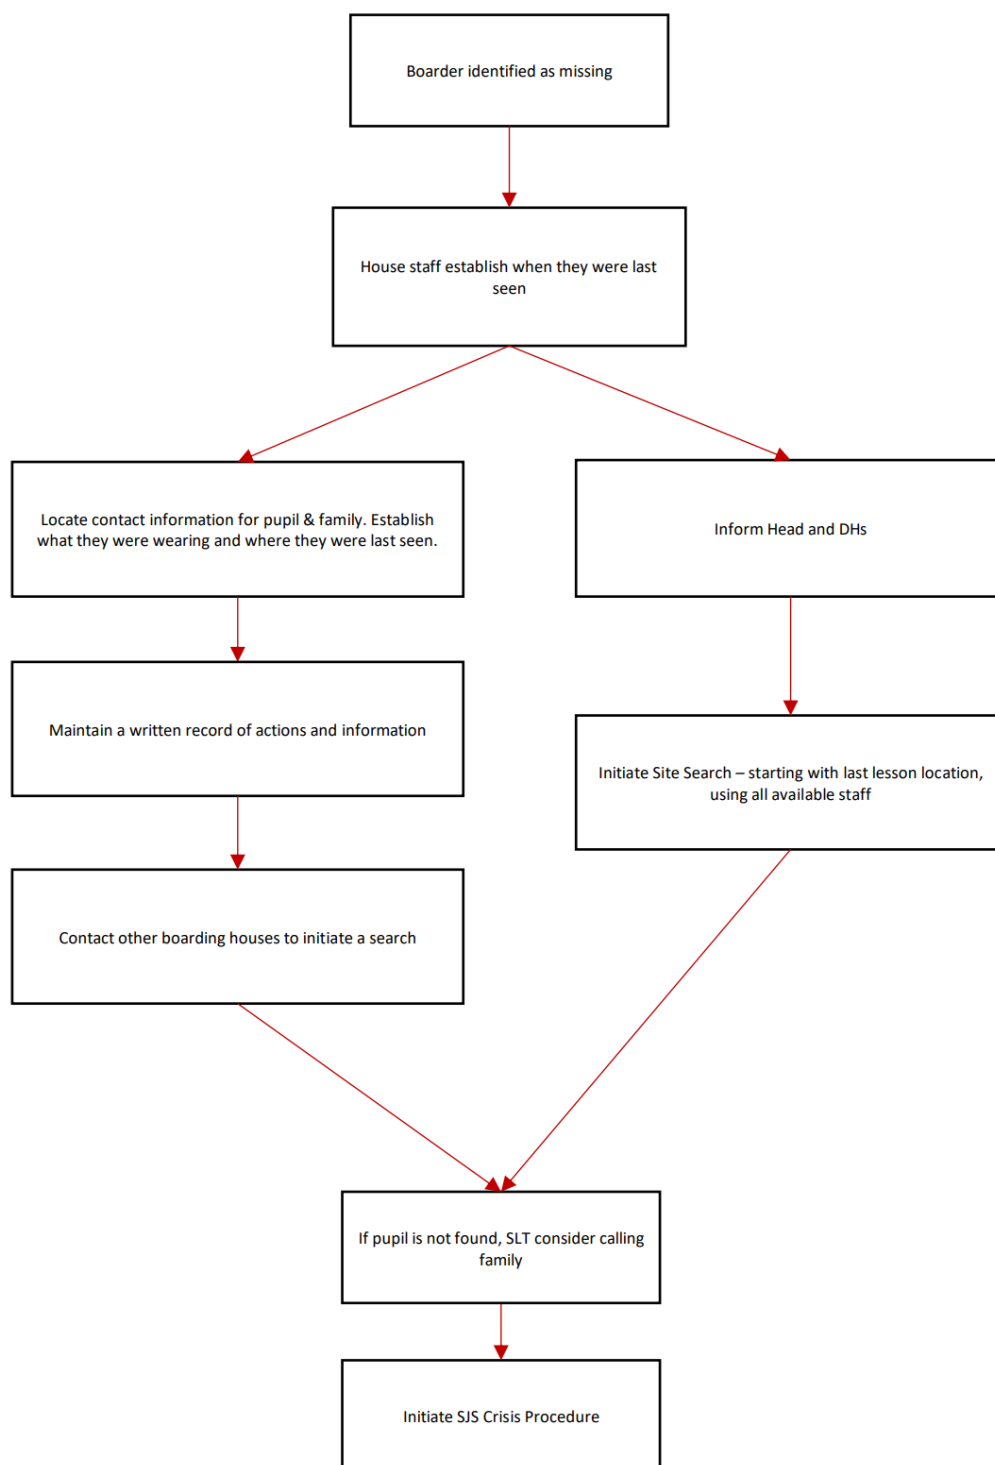 Boarder identified as missing
House staff establish when they were last
seen
Locate contact information for pupil & family. Establish
what they were wearing and where they were last seen.
Inform Head and DHs
Maintain a written record of actions and information
Initiate Site Search – starting with last lesson location,
using all available staff
Contact other boarding houses to initiate a search
If pupil is not found, SLT consider calling
family
Initiate SJS Crisis Procedure